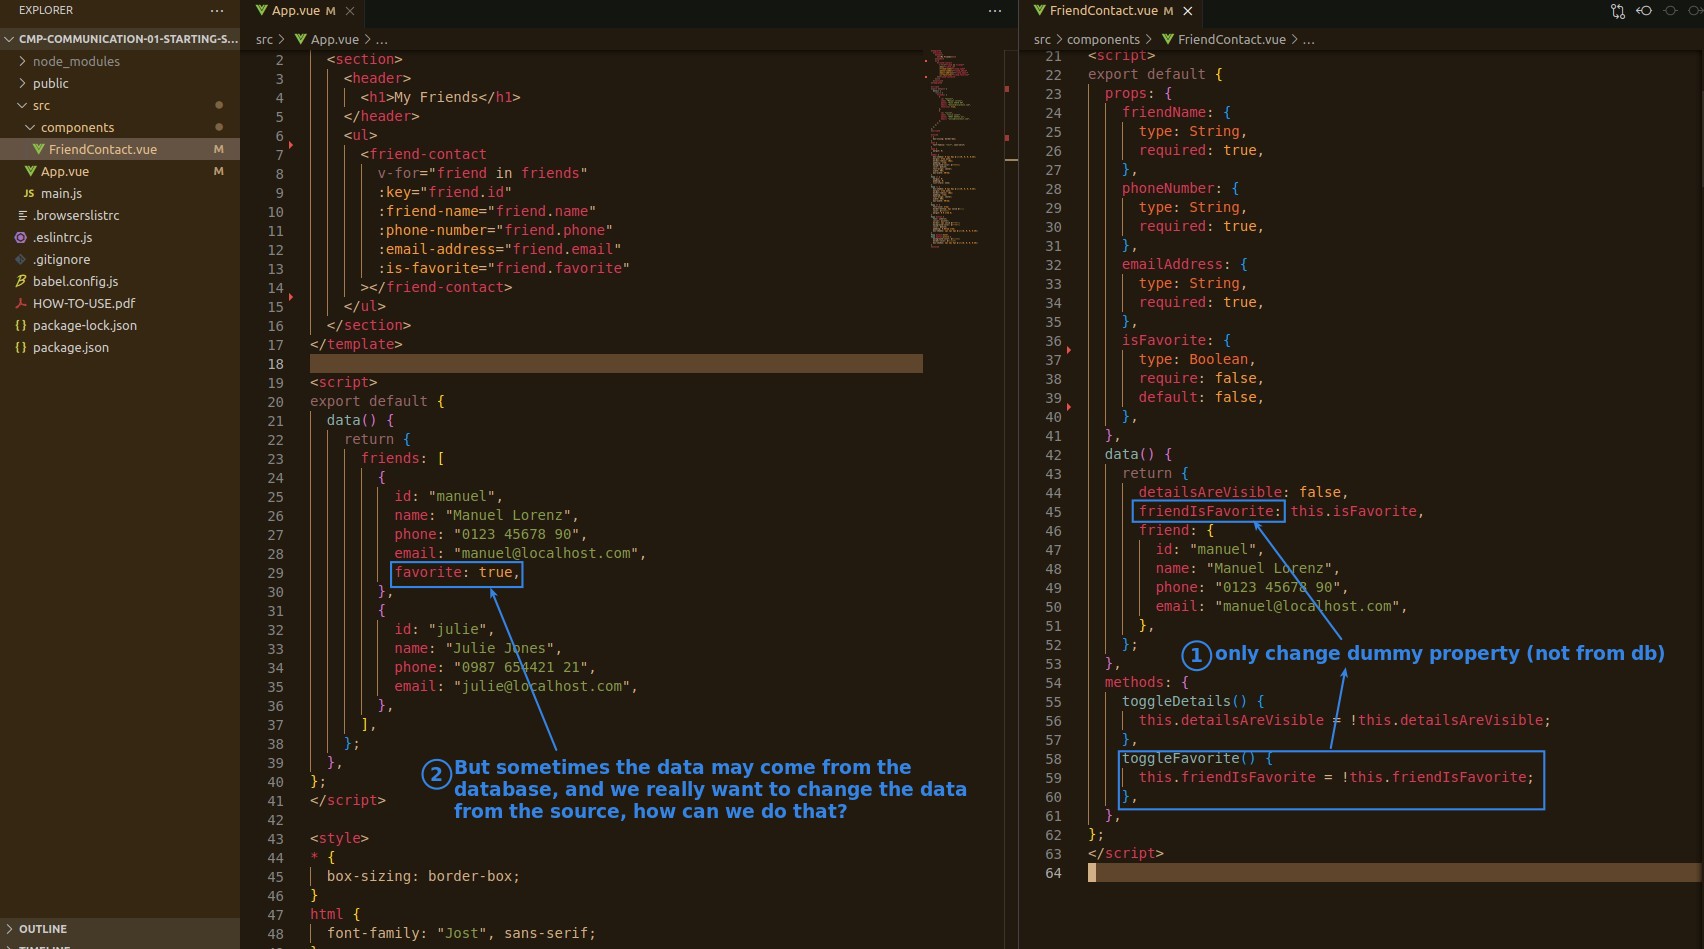 EXPLORER ...
CMP-COMMUNICATION-01-STARTING-S...
node_modules
public
src
components
FriendContact.vue M
App.vue M
JS main.js
.browserslistrc
.eslintrc.js
.gitignore
babel.config.js
HOW-TO-USE.pdf
{} package-lock.json
{} package.json
OUTLINE
App.vue M
...
src > App.vue > ...
2 <section>
3 <header>
4 <h1>My Friends</h1>
5 </header>
6 <ul>
7 <friend-contact
8 v-for="friend in friends"
9 :key="friend.id"
10 :friend-name="friend.name"
11 :phone-number="friend.phone"
12 :email-address="friend.email"
13 :is-favorite="friend.favorite"
14 ></friend-contact>
15 </ul>
16 </section>
17 </template>
18
19 <script>
20 export default {
21 data() {
22 return {
23 friends: [
24 {
25 id: "manuel",
26 name: "Manuel Lorenz",
27 phone: "0123 45678 90",
28 email: "manuel@localhost.com",
29 favorite: true,
30 },
31 {
32 id: "julie",
33 name: "Julie Jones",
34 phone: "0987 654421 21",
35 email: "julie@localhost.com",
36 },
37 ],
38 };
39 },
40 };
41 </script>
42
43 <style>
44 * {
45 box-sizing: border-box;
46 }
47 html {
48 font-family: "Jost", sans-serif;
2 But sometimes the data may come from the
database, and we really want to change the data
from the source, how can we do that?
FriendContact.vue M
src > components > FriendContact.vue > ...
21 <script>
22 export default {
23 props: {
24 friendName: {
25 type: String,
26 required: true,
27 },
28 phoneNumber: {
29 type: String,
30 required: true,
31 },
32 emailAddress: {
33 type: String,
34 required: true,
35 },
36 isFavorite: {
37 type: Boolean,
38 require: false,
39 default: false,
40 },
41 },
42 data() {
43 return {
44 detailsAreVisible: false,
45 friendIsFavorite: this.isFavorite,
46 friend: {
47 id: "manuel",
48 name: "Manuel Lorenz",
49 phone: "0123 45678 90",
50 email: "manuel@localhost.com",
51 },
52 };
53 },
54 methods: {
55 toggleDetails() {
56 this.detailsAreVisible = !this.detailsAreVisible;
57 },
58 toggleFavorite() {
59 this.friendIsFavorite = !this.friendIsFavorite;
60 },
61 },
62 };
63 </script>
64
1 only change dummy property (not from db)